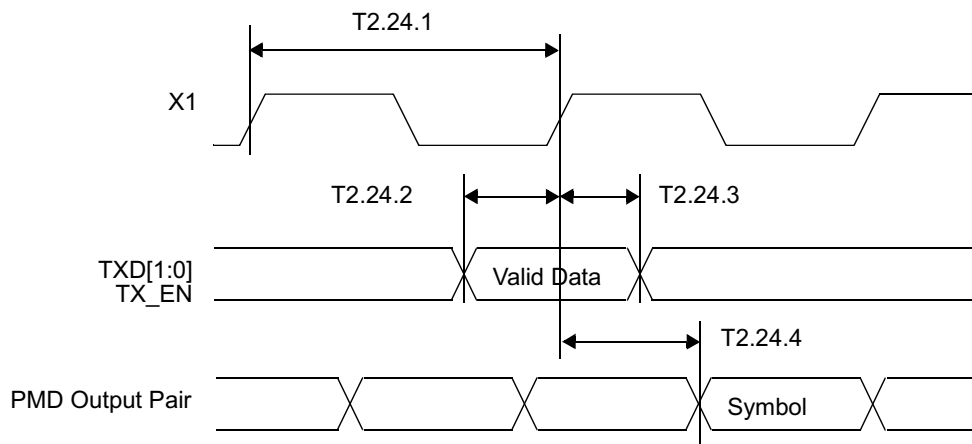 T2.24.1
X1
T2.24.2
T2.24.3
TXD[1:0]
TX_EN
Valid Data
T2.24.4
PMD Output Pair
Symbol